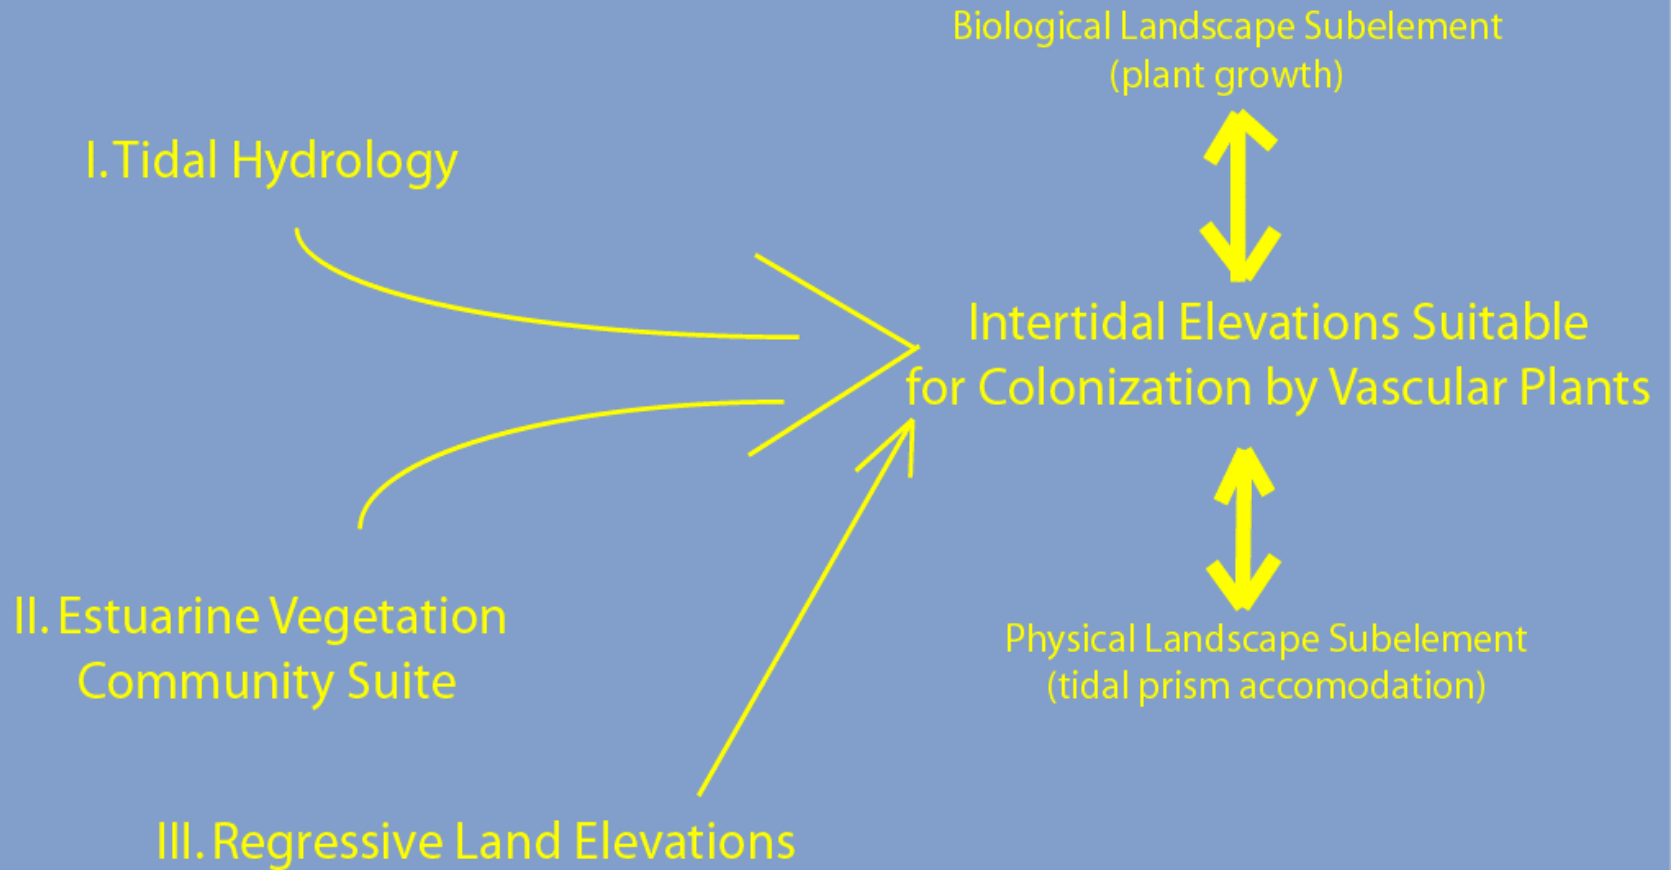 Biological Landscape Subelement
(plant growth)
I. Tidal Hydrology
Intertidal Elevations Suitable
for Colonization by Vascular Plants
II. Estuarine Vegetation
Community Suite
Physical Landscape Subelement
(tidal prism accomodation)
III. Regressive Land Elevations